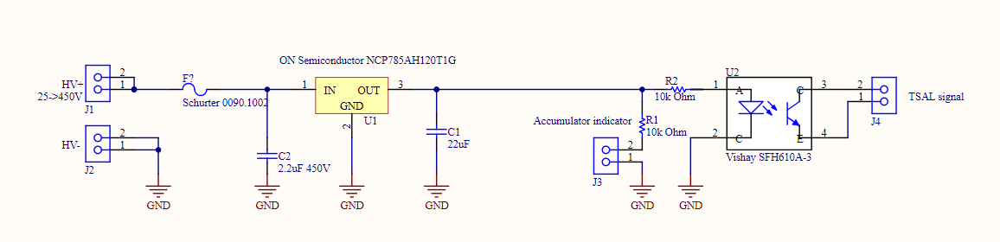 ON Semiconductor NCP785AH120T1G
HV+
25->450V
2
1
J1
F?
Schurter 0090.1002
1
IN
OUT
GND
3
U1
2
C2
2.2uF 450V
C1
22uF
HV-
2
1
J2
GND
GND
GND
GND
Accumulator indicator
R1
10k Ohm
2
1
J3
GND
GND
R2
10k Ohm
U2
1
A
C
3
2
C
E
4
Vishay SFH610A-3
2
1
J4
TSAL signal